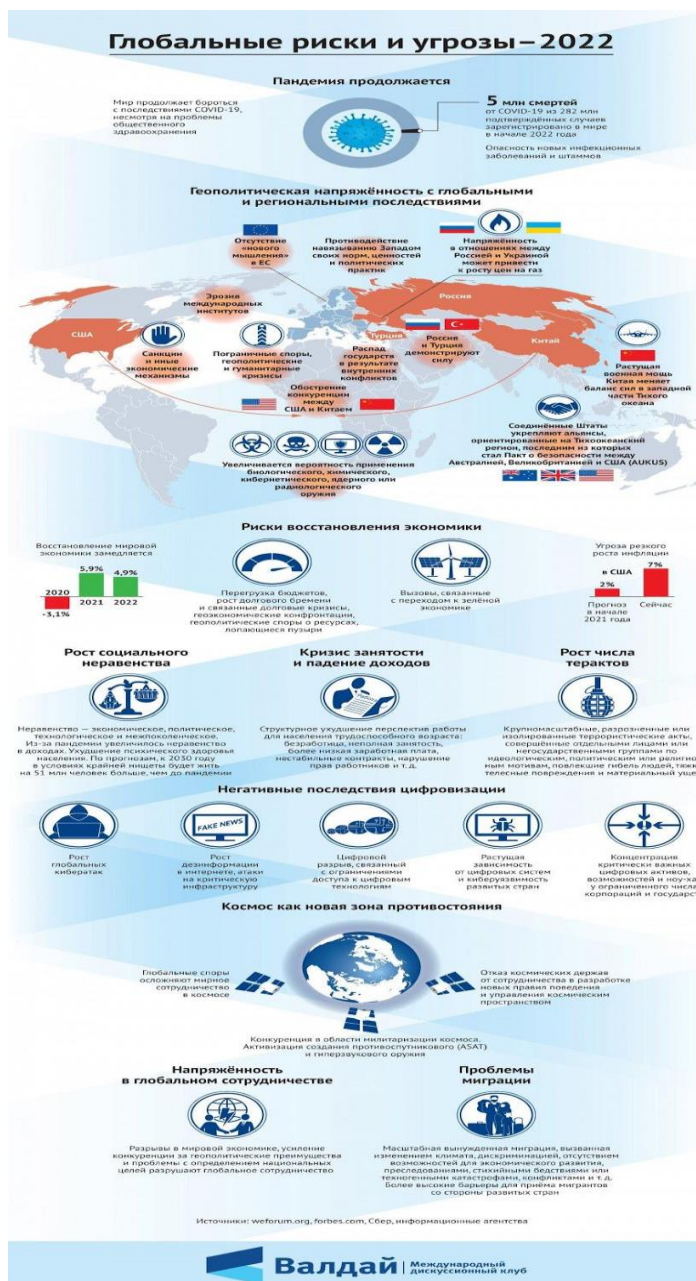 Глобальные риски и угрозы – 2022
Пандемия продолжается
Мир продолжает бороться
с последствиями COVID-19,
несмотря на проблемы
общественного
здравоохранения
5 млн смертей
от COVID-19 из 282 млн
подтверждённых случаев
зарегистрировано в мире
в начале 2022 года
Опасность новых инфекционных
заболеваний и штаммов
Геополитическая напряжённость с глобальными
и региональными последствиями
Отсутствие
«нового
мышления»
в ЕС
Противодействие
навязыванию Западом
своих норм, ценностей
и политических
практик
Напряжённость
в отношениях между
Россией и Украиной
может привести
к росту цен на газ
Эрозия
международных
институтов
Россия
США
Турция
Китай
Санкции
и иные
экономические
механизмы
Пограничные споры,
геополитические
и гуманитарные
кризисы
Распад
государств
в результате
внутренних
конфликтов
Россия
и Турция
демонстрируют
силу
Растущая
военная мощь
Китая меняет
баланс сил в западной
части Тихого
океана
Обострение
конкуренции
между
США и Китаем
Соединённые Штаты
укрепляют альянсы,
ориентированные на Тихоокеанский
регион, последним из которых
стал Пакт о безопасности между
Австралией, Великобританией и США (AUKUS)
Увеличивается вероятность применения
биологического, химического,
кибернетического, ядерного или
радиологического
оружия
Риски восстановления экономики
Восстановление мировой
экономики замедляется
2020
-3,1%
5,9%
2021
4,9%
2022
Перегрузка бюджетов,
рост долгового бремени
и связанные долговые кризисы,
геоэкономические конфронтации,
геополитические споры о ресурсах,
лопающиеся пузыри
Вызовы, связанные
с переходом к зелёной
экономике
Угроза резкого
роста инфляции
в США
2%
7%
Прогноз
в начале
2021 года
Сейчас
Рост социального
неравенства
Неравенство — экономическое, политическое,
технологическое и межпоколенческое.
Из-за пандемии увеличилось неравенство
в доходах. Ухудшение психического здоровья
населения. По прогнозам, к 2030 году
в условиях крайней нищеты будет жить
на 51 млн человек больше, чем до пандемии
Кризис занятости
и падение доходов
Структурное ухудшение перспектив работы
для населения трудоспособного возраста:
безработица, неполная занятость,
более низкая заработная плата,
нестабильные контракты, нарушение
прав работников и т. д.
Рост числа
терактов
Крупномасштабные, разрозненные или
изолированные террористические акты,
совершённые отдельными лицами или
негосударственными группами по
идеологическим, политическим или религио
ным мотивам, повлекшие гибель людей, тяжк
телесные повреждения и материальный уще
Негативные последствия цифровизации
Рост
глобальных
кибератак
FAKE NEWS
Рост
дезинформации
в интернете, атаки
на критическую
инфраструктуру
Цифровой
разрыв, связанный
с ограничениями
доступа к цифровым
технологиям
Растущая
зависимость
от цифровых систем
и киберуязвимость
развитых стран
Концентрация
критически важных
цифровых активов,
возможностей и ноу-ха
у ограниченного числа
корпораций и государст
Космос как новая зона противостояния
Глобальные споры
осложняют мирное
сотрудничество
в космосе
Отказ космических держав
от сотрудничества в разработке
новых правил поведения
и управления космическим
пространством
Конкуренция в области милитаризации космоса.
Активизация создания противоспутникового (ASAT)
и гиперзвукового оружия
Напряжённость
в глобальном сотрудничестве
Разрывы в мировой экономике, усиление
конкуренции за геополитические преимущества
и проблемы с определением национальных
целей разрушают глобальное сотрудничество
Проблемы
миграции
Масштабная вынужденная миграция, вызванная
изменением климата, дискриминацией, отсутствием
возможностей для экономического развития,
преследованиями, стихийными бедствиями или
техногенными катастрофами, конфликтами и т. д.
Более высокие барьеры для приёма мигрантов
со стороны развитых стран
Источники: weforum.org, forbes.com, Сбер, информационные агентства
Валдай
Международный
дискуссионный клуб